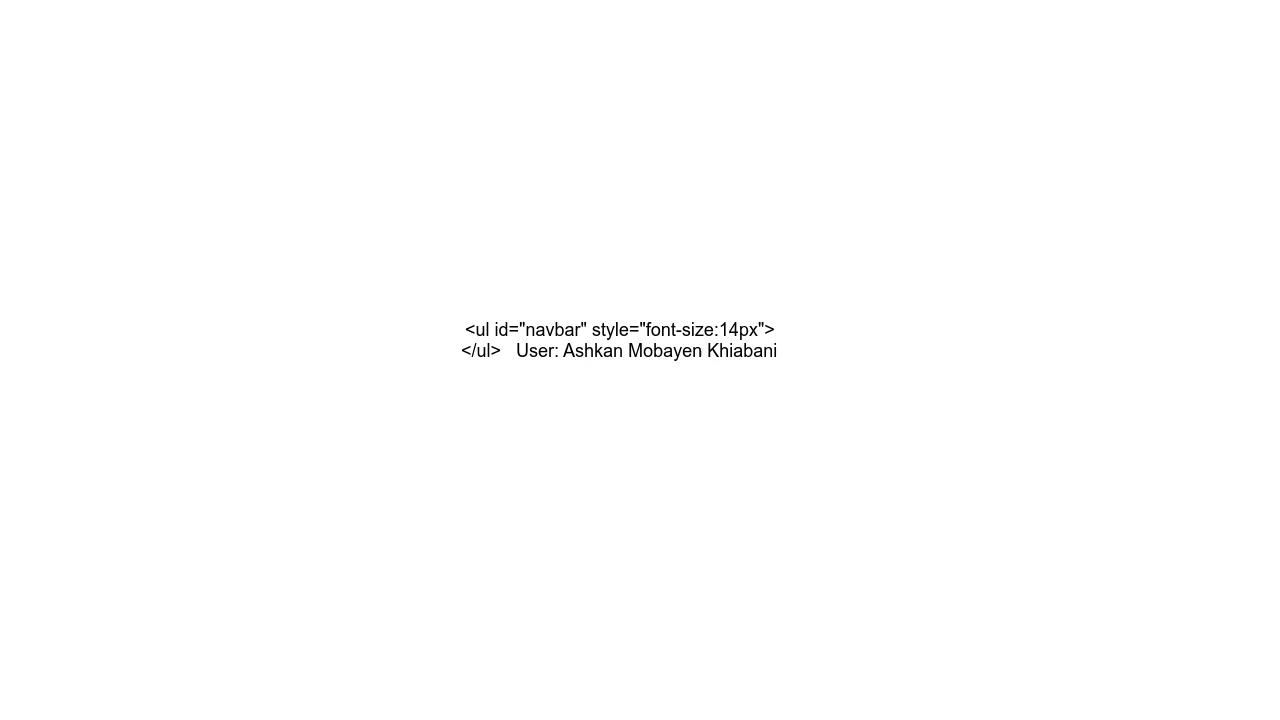 <ul id="navbar" style="font-size:14px">
</ul>   User: Ashkan Mobayen Khiabani